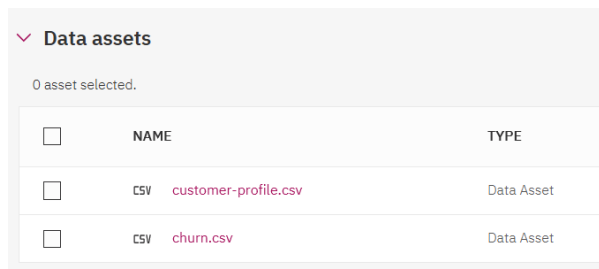 Data assets
0 asset selected.
NAME TYPE
CSV customer-profile.csv Data Asset
CSV churn.csv Data Asset